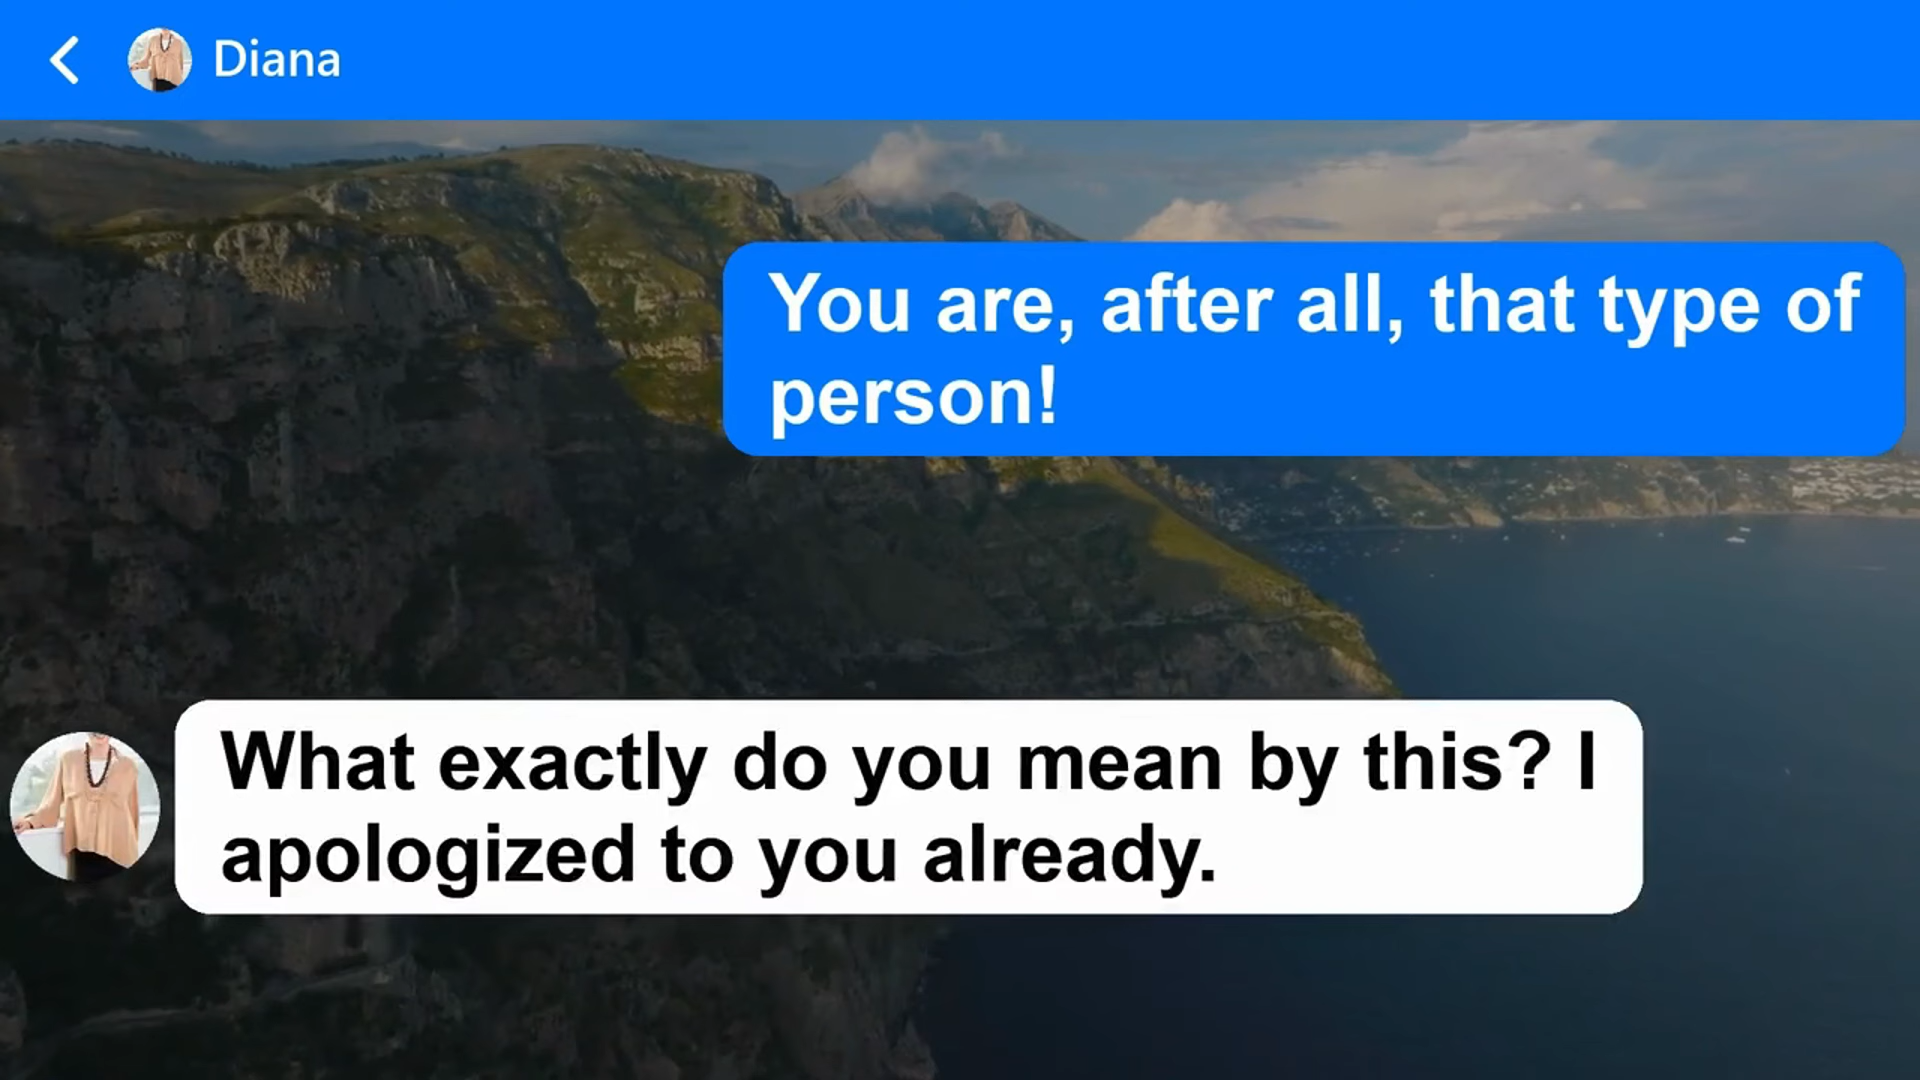 Diana
You are, after all, that type of
person!
What exactly do you mean by this? I
apologized to you already.